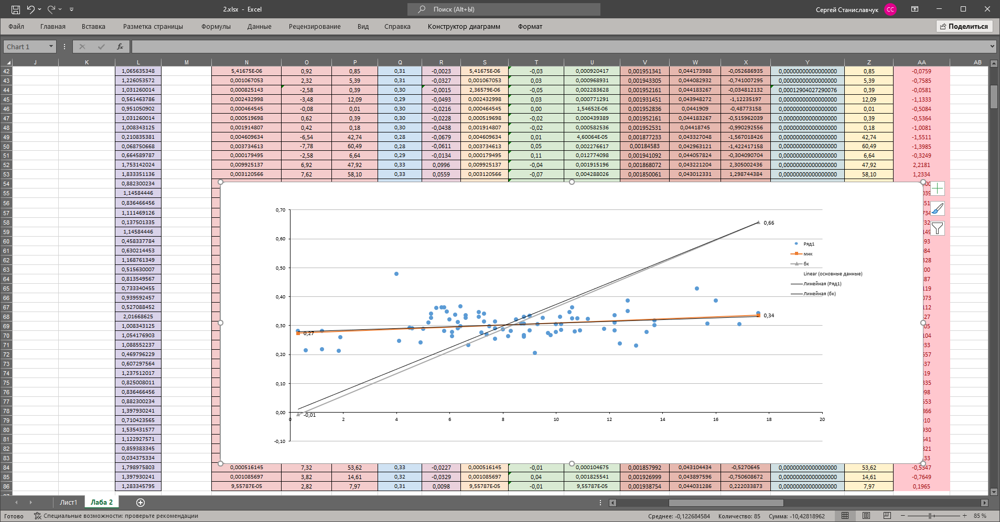 2.xlsx - Excel
Поиск (Alt+Ы)
Сергей Станиславчук
СС
Файл Главная Вставка Разметка страницы Формулы Данные Рецензирование Вид Справка Конструктор диаграмм Формат
Поделиться
Chart 1
fx
J K L M N O P Q R S T U V W X Y Z AA AB
42 1,065635348 5,41675E-06 0,92 0,85 0,31 -0,0023 5,41675E-06 -0,03 0,000920417 0,001951341 0,044173988 -0,052686935 0,00000000000000000 0,85 -0,0759
43 1,226053572 0,001067053 2,32 5,39 0,31 -0,0327 0,001067053 0,03 0,000968931 0,001943305 0,044082932 -0,741007295 0,00000000000000000 5,39 -0,7585
44 1,031260014 0,000825143 -2,58 0,39 0,30 -0,0015 2,36579E-06 -0,05 0,002283628 0,001952161 0,044183267 -0,034812132 0,00012904027290076 0,39 -0,0581
45 0,561463786 0,002432998 -3,48 12,09 0,29 -0,0493 0,002432998 0,03 0,000771291 0,001931451 0,043948272 -1,12235197 0,00000000000000000 12,09 -1,1333
46 0,951050902 0,000464545 -0,08 0,01 0,30 -0,0216 0,000464545 0,00 1,54652E-06 0,001952836 0,0441909 -0,48773158 0,00000000000000000 0,01 -0,5084
47 1,031260014 0,000519698 0,62 0,39 0,30 -0,0228 0,000519698 -0,02 0,000439389 0,001952161 0,044183267 -0,515962039 0,00000000000000000 0,39 -0,5364
48 1,008343125 0,001914807 0,42 0,18 0,30 -0,0438 0,001914807 -0,02 0,000582536 0,001952531 0,04418745 -0,990292556 0,00000000000000000 0,18 -1,0081
49 0,210835381 0,004609634 -6,54 42,74 0,28 -0,0679 0,004609634 0,01 4,60064E-05 0,001877233 0,043327048 -1,567018426 0,00000000000000000 42,74 -1,5511
50 0,068750668 0,003734613 -7,78 60,49 0,28 -0,0611 0,003734613 0,05 0,002276617 0,00184583 0,042963121 -1,422417158 0,00000000000000000 60,49 -1,3985
51 0,664589787 0,000179495 -2,58 6,64 0,29 -0,0134 0,000179495 0,11 0,012774098 0,001941092 0,044057824 -0,304090704 0,00000000000000000 6,64 -0,3249
52 1,753142024 0,009925137 6,92 47,92 0,33 0,0996 0,009925137 -0,04 0,001915196 0,001868072 0,043221204 2,305002436 0,00000000000000000 47,92 2,2181
53 1,833351136 0,003120566 7,62 58,10 0,33 0,0559 0,003120566 -0,07 0,004288026 0,001850061 0,043012331 1,298744384 0,00000000000000000 58,10 1,2334
54 0,882300234
55 1,14584446
56 0,836466456
57 1,111469126
58 0,137501335
59 1,14584446
60 0,458337784
61 0,630214453
62 1,168761349
63 0,515630007
64 0,813549567
65 0,733340455
66 0,939592457
67 0,527088452
68 2,01668625
69 1,008343125
70 1,054176903
71 1,088552237
72 0,469796229
73 0,607297564
74 1,237512017
75 0,825008011
76 0,836466456
77 0,882300234
78 1,397930241
79 0,710423565
80 1,535431577
81 1,122927571
82 0,859383345
83 0,034375334
0,70
0,60
0,50
0,40
0,30
0,20
0,10
0,00
-0,10
0 2 4 6 8 10 12 14 16 18 20
0,66
0,34
0,27
-0,01
Ряд1
мнк
бк
Linear (основные данные)
Линейная (Ряд1)
Линейная (бк)
84 1,798975803 0,000516145 7,32 53,62 0,33 -0,0227 0,000516145 -0,01 0,000104675 0,001857992 0,043104434 -0,5270645 0,00000000000000000 53,62 -0,5347
85 1,397930241 0,001085697 3,82 14,61 0,32 -0,0329 0,001085697 0,04 0,001825541 0,001926999 0,043897596 -0,750608672 0,00000000000000000 14,61 -0,7649
86 1,283345795 9,55787E-05 2,82 7,97 0,31 0,0098 9,55787E-05 -0,01 9,55787E-05 0,001938754 0,044031286 0,222033873 0,00000000000000000 7,97 0,1965
Лист1 Лаба 2
Готово Специальные возможности: проверьте рекомендации Среднее: -0,122684584 Количество: 85 Сумма: -10,42818962 85 %